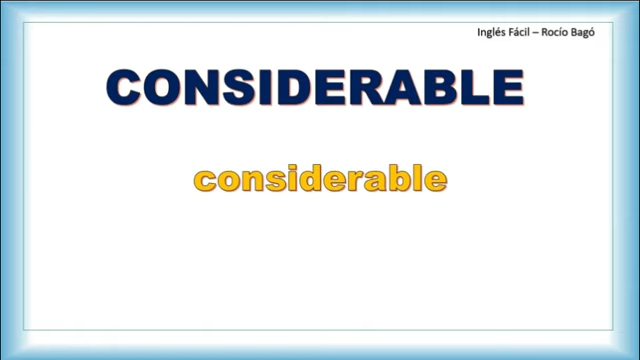 Inglés Fácil – Rocío Bagó
CONSIDERABLE
considerable